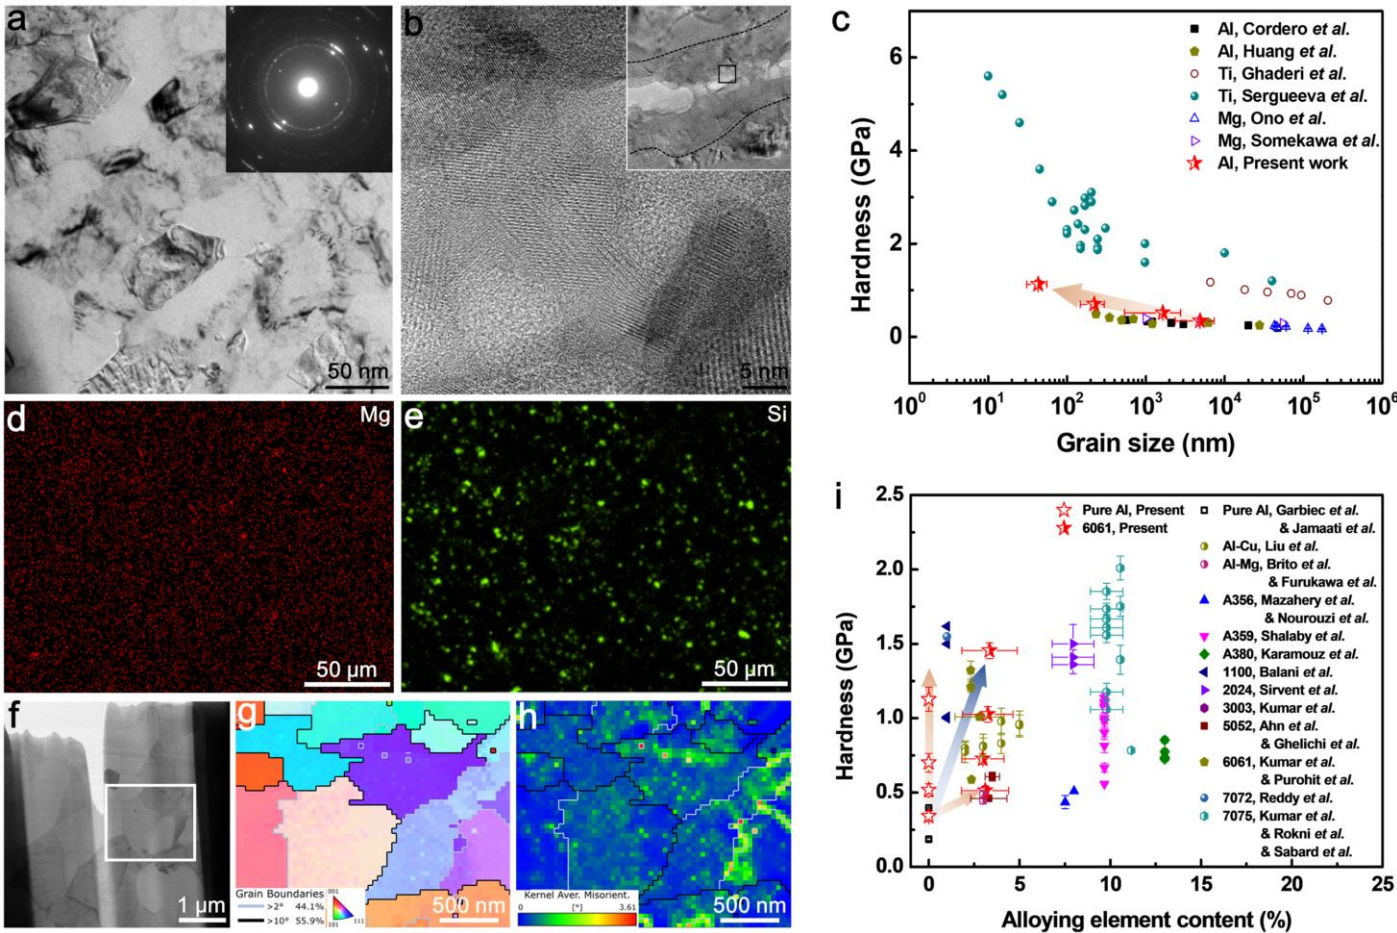 a
50 nm
b
5 nm
c
Hardness (GPa)
6
4
2
0
10⁰ 10¹ 10² 10³ 10⁴ 10⁵ 10⁶
Grain size (nm)
Al, Cordero et al.
Al, Huang et al.
Ti, Ghaderi et al.
Ti, Sergueeva et al.
Mg, Ono et al.
Mg, Somekawa et al.
Al, Present work
d
Mg
50 µm
e
Si
50 µm
f
1 µm
g
Grain Boundaries
>2° 44.1%
>10° 55.9%
001
101
111
500 nm
h
Kernel Aver. Misorient.
0 [°] 3.61
500 nm
i
Hardness (GPa)
2.5
2.0
1.5
1.0
0.5
0.0
0 5 10 15 20 25
Alloying element content (%)
Pure Al, Present
6061, Present
Pure Al, Garbiec et al.
& Jamaati et al.
Al-Cu, Liu et al.
Al-Mg, Brito et al.
& Furukawa et al.
A356, Mazahery et al.
& Nourouzi et al.
A359, Shalaby et al.
A380, Karamouz et al.
1100, Balani et al.
2024, Sirvent et al.
3003, Kumar et al.
5052, Ahn et al.
& Ghelichi et al.
6061, Kumar et al.
& Purohit et al.
7072, Reddy et al.
7075, Kumar et al.
& Rokni et al.
& Sabard et al.